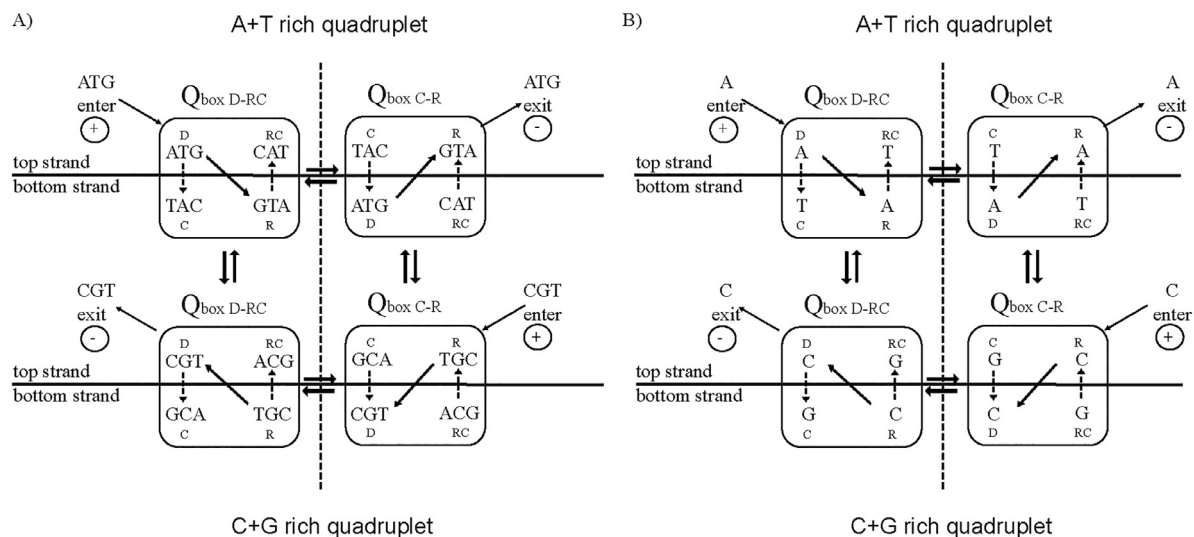 A)
A+T rich quadruplet
ATG
enter
+
Qbox D-RC
Qbox C-R
ATG
exit
-
D
RC
C
R
ATG
CAT
TAC
GTA
top strand
bottom strand
TAC
GTA
ATG
CAT
C
R
D
RC
CGT
exit
-
Qbox D-RC
Qbox C-R
CGT
enter
+
D
RC
C
R
CGT
ACG
GCA
TGC
top strand
bottom strand
GCA
TGC
CGT
ACG
C
R
D
RC
C+G rich quadruplet
B)
A+T rich quadruplet
A
enter
+
Qbox D-RC
Qbox C-R
A
exit
-
D
RC
C
R
A
T
T
A
top strand
bottom strand
T
A
A
T
C
R
D
RC
C
exit
-
Qbox D-RC
Qbox C-R
C
enter
+
D
RC
C
R
C
G
G
C
top strand
bottom strand
G
C
C
G
C
R
D
RC
C+G rich quadruplet